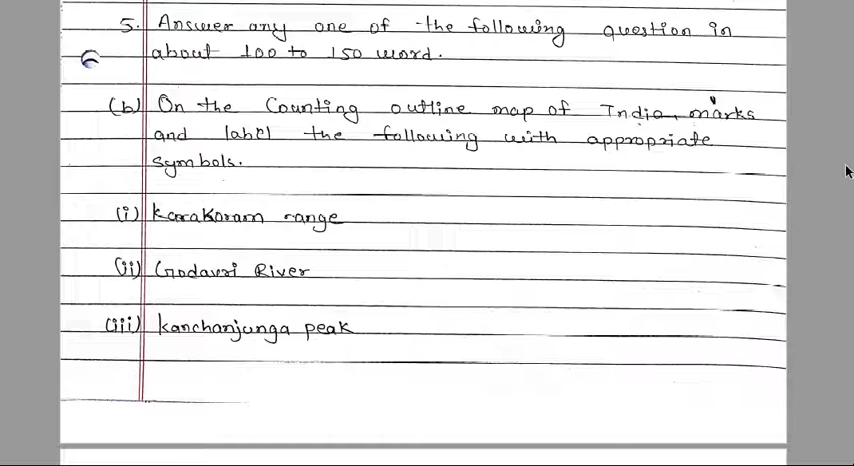 5. Answer any one of the following question in
about 100 to 150 word.
(b) On the Counting outline map of India, marks
and label the following with appropriate
symbols.
(i) Karakoram range
(ii) Godavri River
(iii) kanchanjunga peak